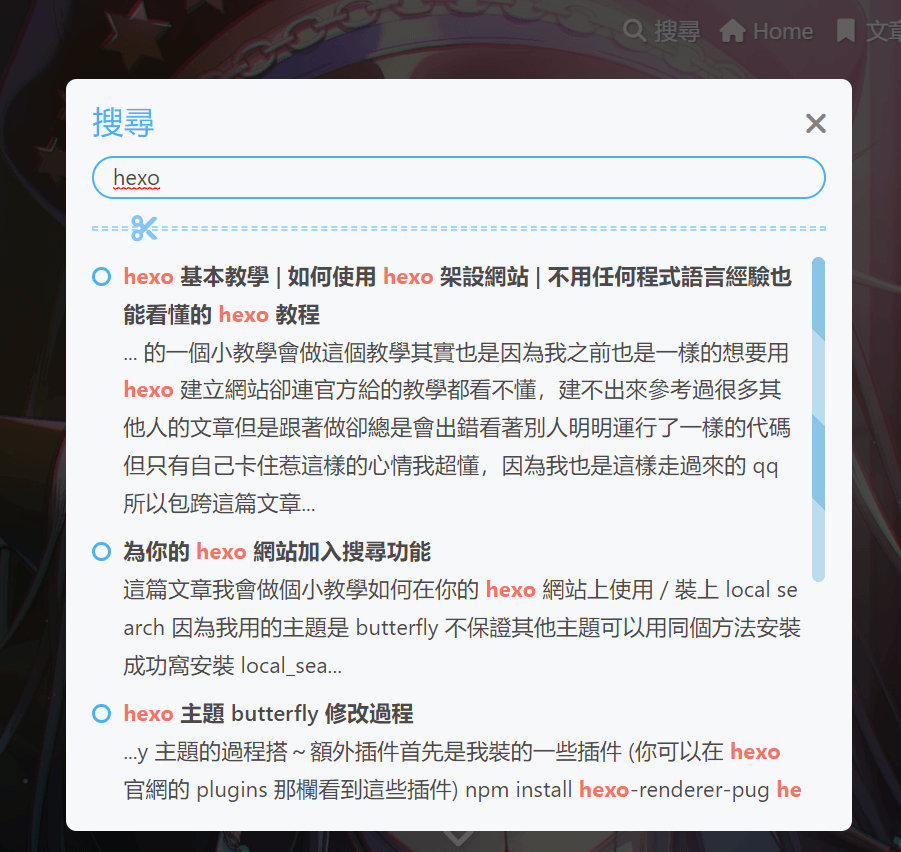 搜尋 Home 文章
搜尋
hexo
hexo 基本教學 | 如何使用 hexo 架設網站 | 不用任何程式語言經驗也
能看懂的 hexo 教程
... 的一個小教學會做這個教學其實也是因為我之前也是一樣的想要用
hexo 建立網站卻連官方給的教學都看不懂，建不出來參考過很多其
他人的文章但是跟著做卻總是會出錯看著別人明明運行了一樣的代碼
但只有自己卡住惹這樣的心情我超懂，因為我也是這樣走過來的 qq
所以包跨這篇文章...
為你的 hexo 網站加入搜尋功能
這篇文章我會做個小教學如何在你的 hexo 網站上使用 / 裝上 local se
arch 因為我用的主題是 butterfly 不保證其他主題可以用同個方法安裝
成功窩安裝 local_sea...
hexo 主題 butterfly 修改過程
...y 主題的過程搭 ~ 額外插件首先是我裝的一些插件 (你可以在 hexo
官網的 plugins 那欄看到這些插件) npm install hexo-renderer-pug he